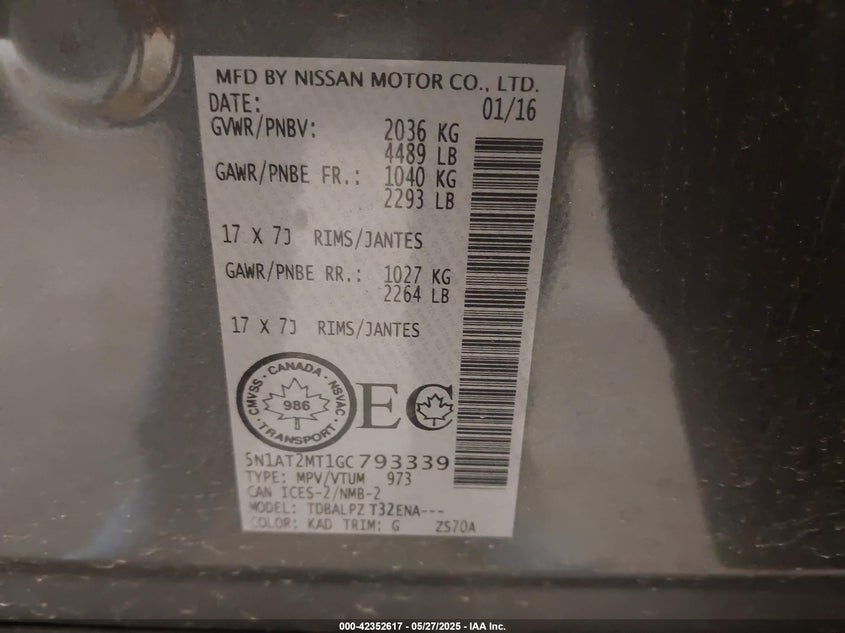 MFD BY NISSAN MOTOR CO., LTD.
DATE: 01/16
GVWR/PNBV: 2036 KG
4489 LB
GAWR/PNBE FR.: 1040 KG
2293 LB
17 X 7J RIMS/JANTES
GAWR/PNBE RR.: 1027 KG
2264 LB
17 X 7J RIMS/JANTES
CMVSS · CANADA · NSVAC
986
TRANSPORT
EC
5N1AT2MT1GC793339
TYPE: MPV/VTUM 973
CAN ICES-2/NMB-2
MODEL: TDBALPZ T32ENA---
COLOR: KAD TRIM: G ZS70A
000-42352617 - 05/27/2025 - IAA Inc.